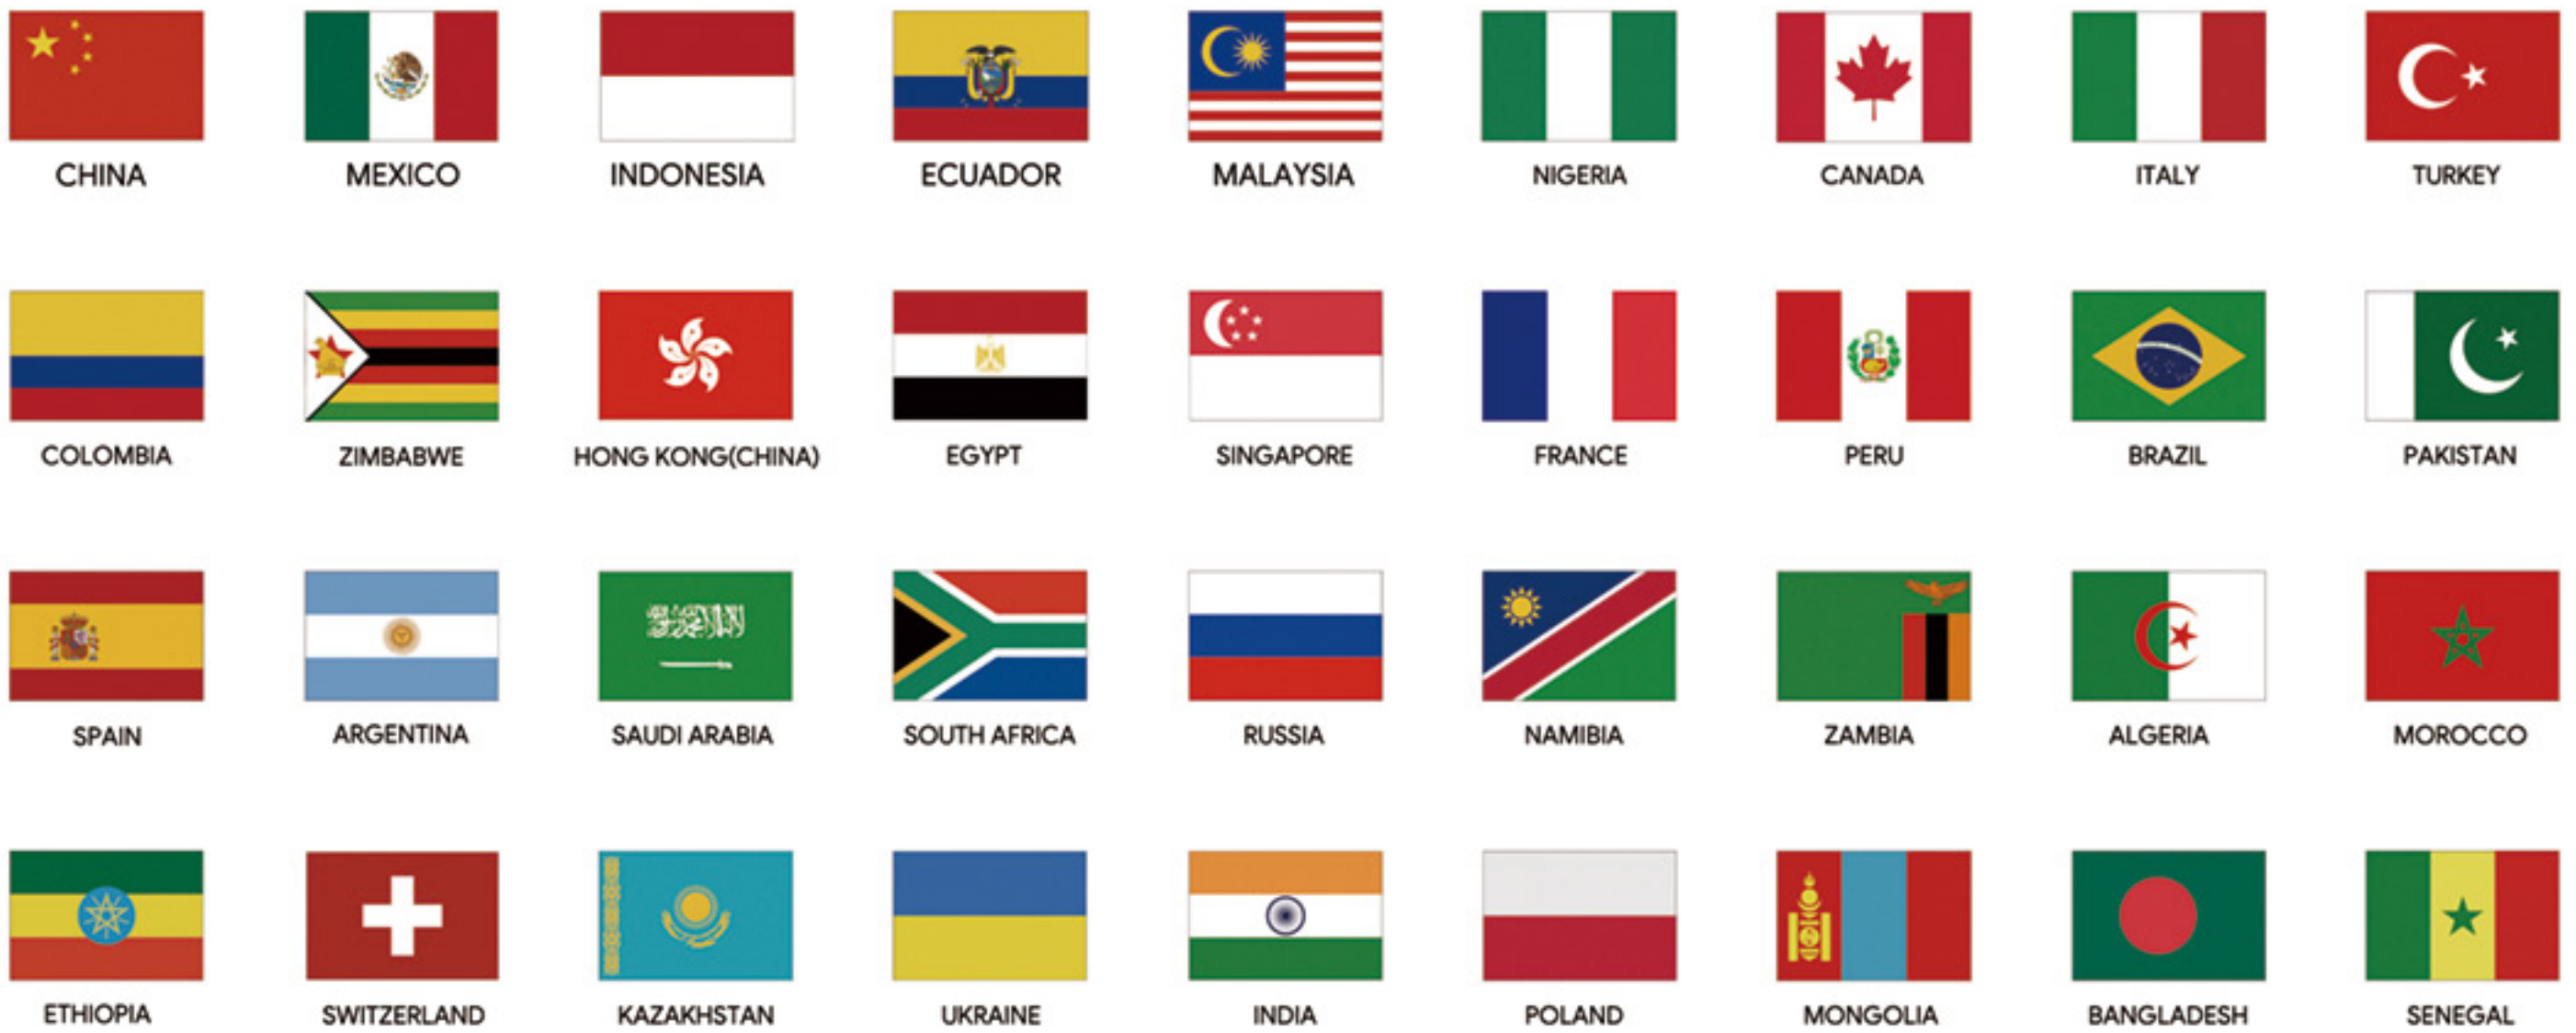 CHINA
MEXICO
INDONESIA
ECUADOR
MALAYSIA
NIGERIA
CANADA
ITALY
TURKEY
COLOMBIA
ZIMBABWE
HONG KONG(CHINA)
EGYPT
SINGAPORE
FRANCE
PERU
BRAZIL
PAKISTAN
SPAIN
ARGENTINA
SAUDI ARABIA
SOUTH AFRICA
RUSSIA
NAMIBIA
ZAMBIA
ALGERIA
MOROCCO
ETHIOPIA
SWITZERLAND
KAZAKHSTAN
UKRAINE
INDIA
POLAND
MONGOLIA
BANGLADESH
SENEGAL